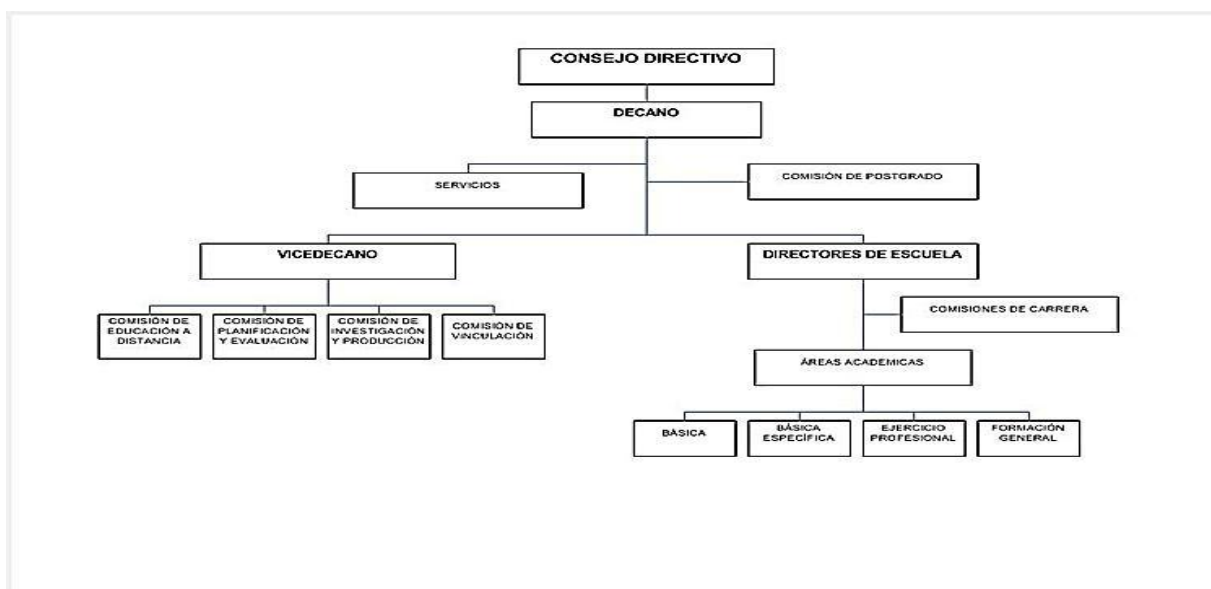 CONSEJO DIRECTIVO
DECANO
SERVICIOS
COMISIÓN DE POSTGRADO
VICEDECANO
DIRECTORES DE ESCUELA
COMISIÓN DE
EDUCACIÓN A
DISTANCIA
COMISIÓN DE
PLANIFICACIÓN
Y EVALUACIÓN
COMISIÓN DE
INVESTIGACIÓN
Y PRODUCCIÓN
COMISIÓN DE
VINCULACIÓN
COMISIONES DE CARRERA
ÁREAS ACADEMICAS
BÁSICA
BÁSICA
ESPECÍFICA
EJERCICIO
PROFESIONAL
FORMACIÓN
GENERAL